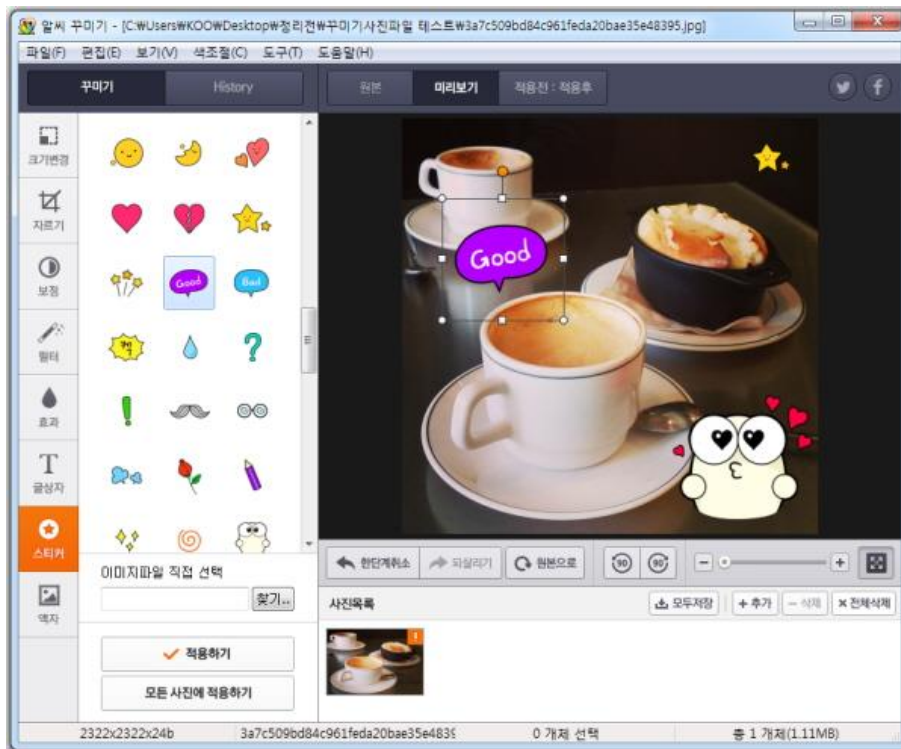 알씨 꾸미기 - [C:₩Users₩KOO₩Desktop₩정리전₩꾸미기사진파일 테스트₩3a7c509bd84c961feda20bae35e48395.jpg]
파일(F) 편집(E) 보기(V) 색조절(C) 도구(T) 도움말(H)
꾸미기 History 원본 미리보기 적용전 : 적용후
크기변경
자르기
보정
필터
효과
T
글상자
스티커
액자
Good
Bad
Good
이미지파일 직접 선택
찾기..
적용하기
모든 사진에 적용하기
한단계취소 되살리기 원본으로 90 90
사진목록 모두저장 추가 삭제 전체삭제
1
2322x2322x24b 3a7c509bd84c961feda20bae35e4839 0 개체 선택 총 1 개체(1.11MB)